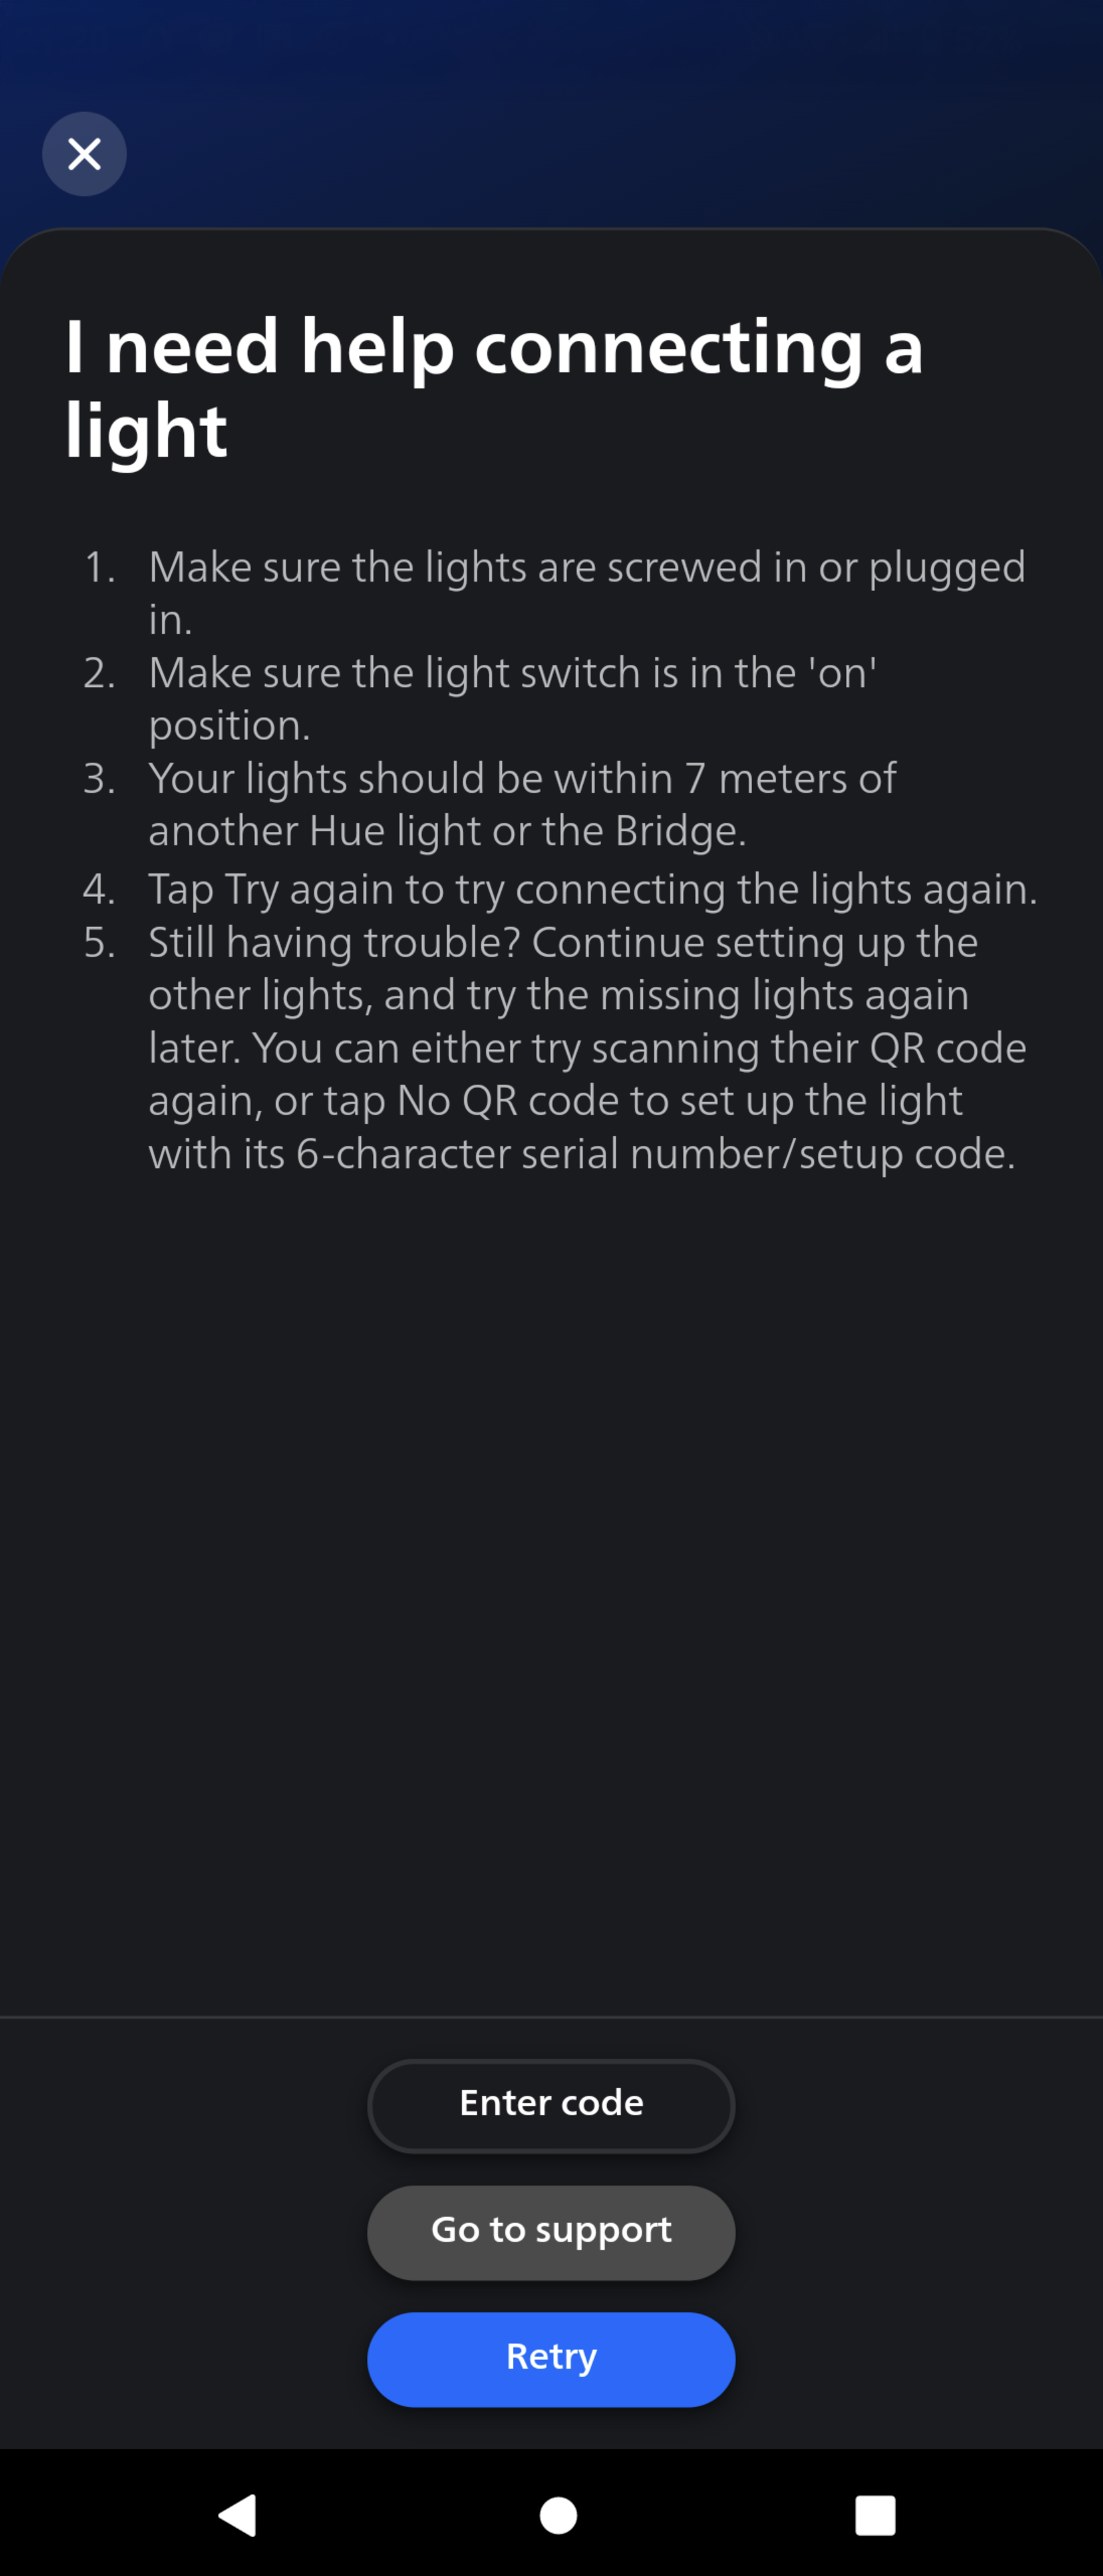 I need help connecting a
light
1. Make sure the lights are screwed in or plugged
in.
2. Make sure the light switch is in the 'on'
position.
3. Your lights should be within 7 meters of
another Hue light or the Bridge.
4. Tap Try again to try connecting the lights again.
5. Still having trouble? Continue setting up the
other lights, and try the missing lights again
later. You can either try scanning their QR code
again, or tap No QR code to set up the light
with its 6-character serial number/setup code.
Enter code
Go to support
Retry